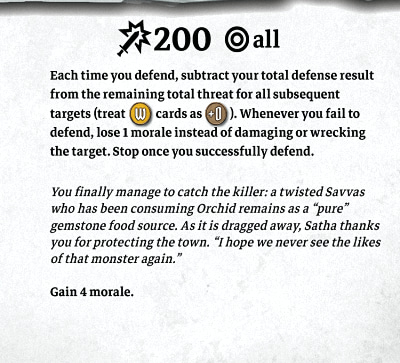 200 all
Each time you defend, subtract your total defense result
from the remaining total threat for all subsequent
targets (treat W cards as +0). Whenever you fail to
defend, lose 1 morale instead of damaging or wrecking
the target. Stop once you successfully defend.
You finally manage to catch the killer: a twisted Savvas
who has been consuming Orchid remains as a “pure”
gemstone food source. As it is dragged away, Satha thanks
you for protecting the town. “I hope we never see the likes
of that monster again.”
Gain 4 morale.